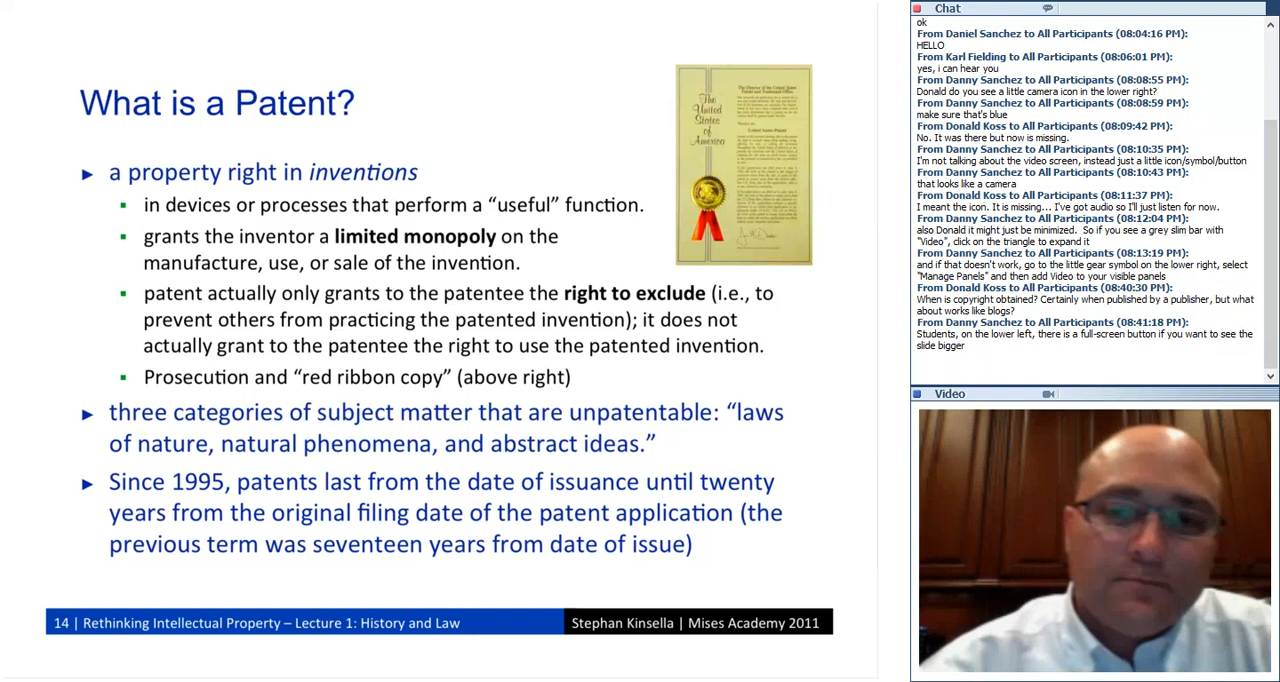 What is a Patent?
The
United
States
of
America
The Director of the United States
Patent and Trademark Office
United States Patent
► a property right in inventions
▪ in devices or processes that perform a “useful” function.
▪ grants the inventor a limited monopoly on the
manufacture, use, or sale of the invention.
▪ patent actually only grants to the patentee the right to exclude (i.e., to
prevent others from practicing the patented invention); it does not
actually grant to the patentee the right to use the patented invention.
▪ Prosecution and “red ribbon copy” (above right)
► three categories of subject matter that are unpatentable: “laws
of nature, natural phenomena, and abstract ideas.”
► Since 1995, patents last from the date of issuance until twenty
years from the original filing date of the patent application (the
previous term was seventeen years from date of issue)
14 | Rethinking Intellectual Property – Lecture 1: History and Law
Stephan Kinsella | Mises Academy 2011
Chat
ok
From Daniel Sanchez to All Participants (08:04:16 PM):
HELLO
From Karl Fielding to All Participants (08:06:01 PM):
yes, i can hear you
From Danny Sanchez to All Participants (08:08:55 PM):
Donald do you see a little camera icon in the lower right?
From Danny Sanchez to All Participants (08:08:59 PM):
make sure that's blue
From Donald Koss to All Participants (08:09:42 PM):
No. It was there but now is missing.
From Danny Sanchez to All Participants (08:10:35 PM):
I'm not talking about the video screen, instead just a little icon/symbol/button
From Danny Sanchez to All Participants (08:10:43 PM):
that looks like a camera
From Donald Koss to All Participants (08:11:37 PM):
I meant the icon. It is missing... I've got audio so I'll just listen for now.
From Danny Sanchez to All Participants (08:12:04 PM):
also Donald it might just be minimized. So if you see a grey slim bar with
"Video", click on the triangle to expand it
From Danny Sanchez to All Participants (08:13:19 PM):
and if that doesn't work, go to the little gear symbol on the lower right, select
"Manage Panels" and then add Video to your visible panels
From Donald Koss to All Participants (08:40:30 PM):
When is copyright obtained? Certainly when published by a publisher, but what
about works like blogs?
From Danny Sanchez to All Participants (08:41:18 PM):
Students, on the lower left, there is a full-screen button if you want to see the
slide bigger
Video